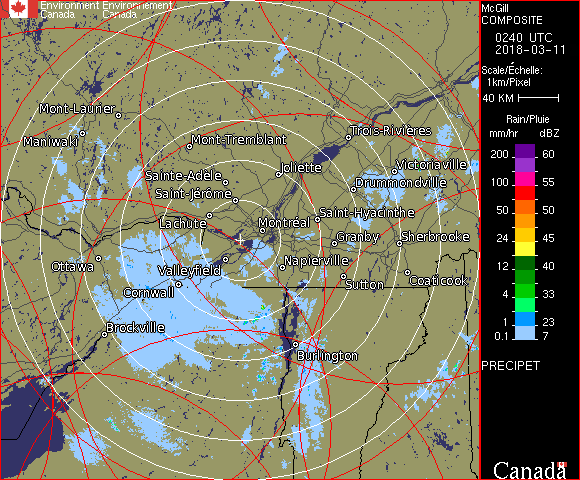 Environment Environnement
Canada Canada
McGill
COMPOSITE
0240 UTC
2018-03-11
Scale/Échelle:
1km/Pixel
40 KM
Rain/Pluie
mm/hr dBZ
200 60
100 55
50 50
24 45
12 40
4 33
1 23
0.1 7
PRECIPET
Canada
Mont-Laurier
Maniwaki
Mont-Tremblant
Trois-Rivières
Joliette
Victoriaville
Sainte-Adèle
Drummondville
Saint-Jérôme
Lachute
Saint-Hyacinthe
Montréal
Granby
Sherbrooke
Ottawa
Valleyfield
Napierville
Cornwall
Sutton
Coaticook
Brockville
Burlington